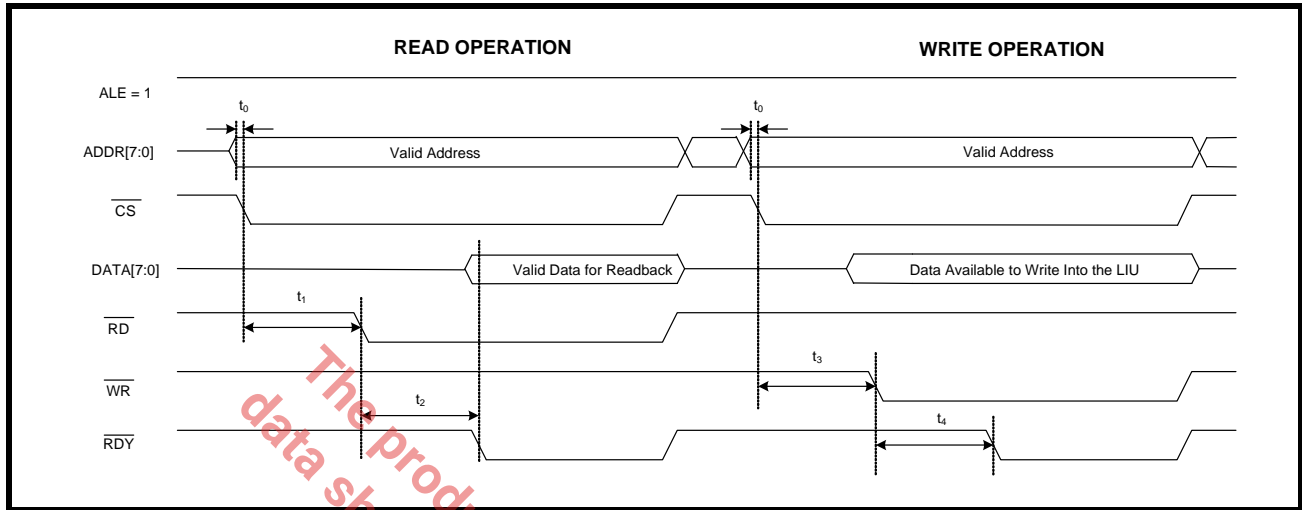 READ OPERATION WRITE OPERATION
ALE = 1
t0 t0
ADDR[7:0] Valid Address Valid Address
CS
DATA[7:0] Valid Data for Readback Data Available to Write Into the LIU
t1
RD
t3
WR
t2 t4
RDY
The produ
data sh